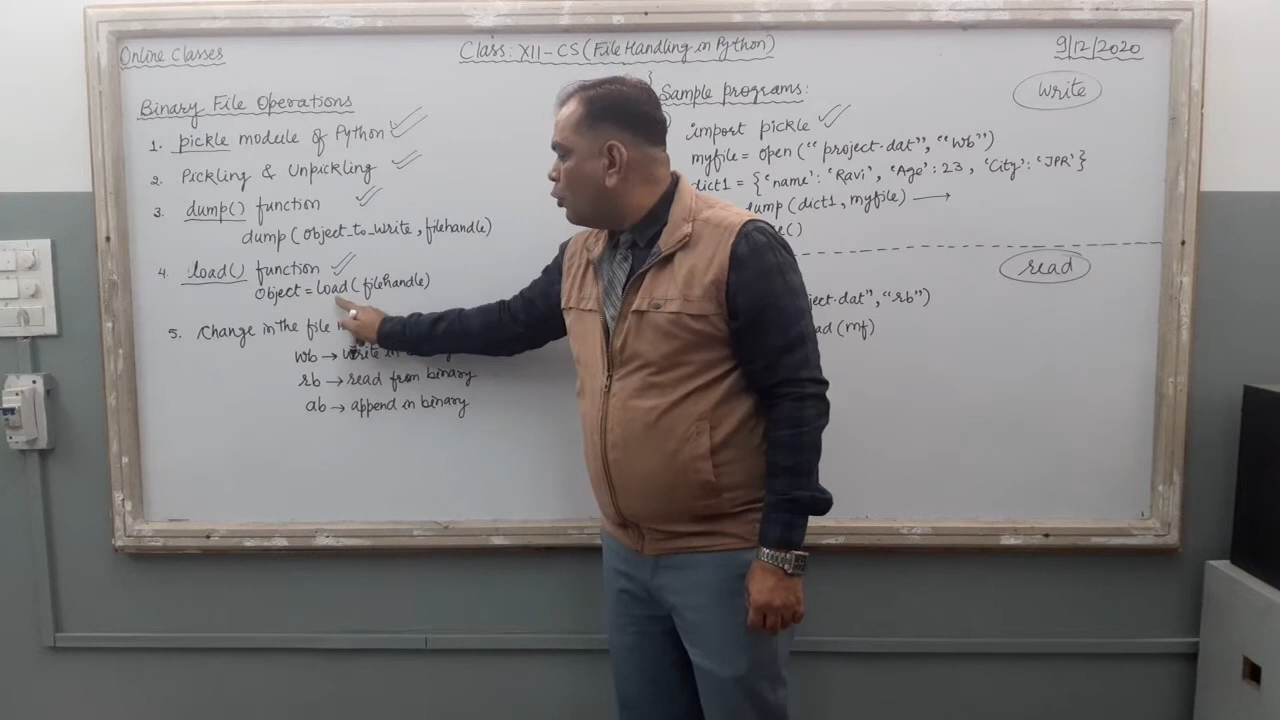 Online Classes
Class: XII-CS (File Handling in Python)
9/12/2020
Binary File Operations
1. pickle module of Python
2. Pickling & Unpickling
3. dump() function
dump (object_to_write, filehandle)
4. load() function
object = load (filehandle)
5. Change in the file
wb → write in
rb → read from binary
ab → append in binary
Sample programs:
write
import pickle
myfile = open (“project.dat”, “wb”)
dict1 = {‘name’: ‘Ravi’, ‘Age’: 23, ‘City’: ‘JPR’}
ump (dict1, myfile) →
e()
read
ject.dat”, “rb”)
ad (mf)